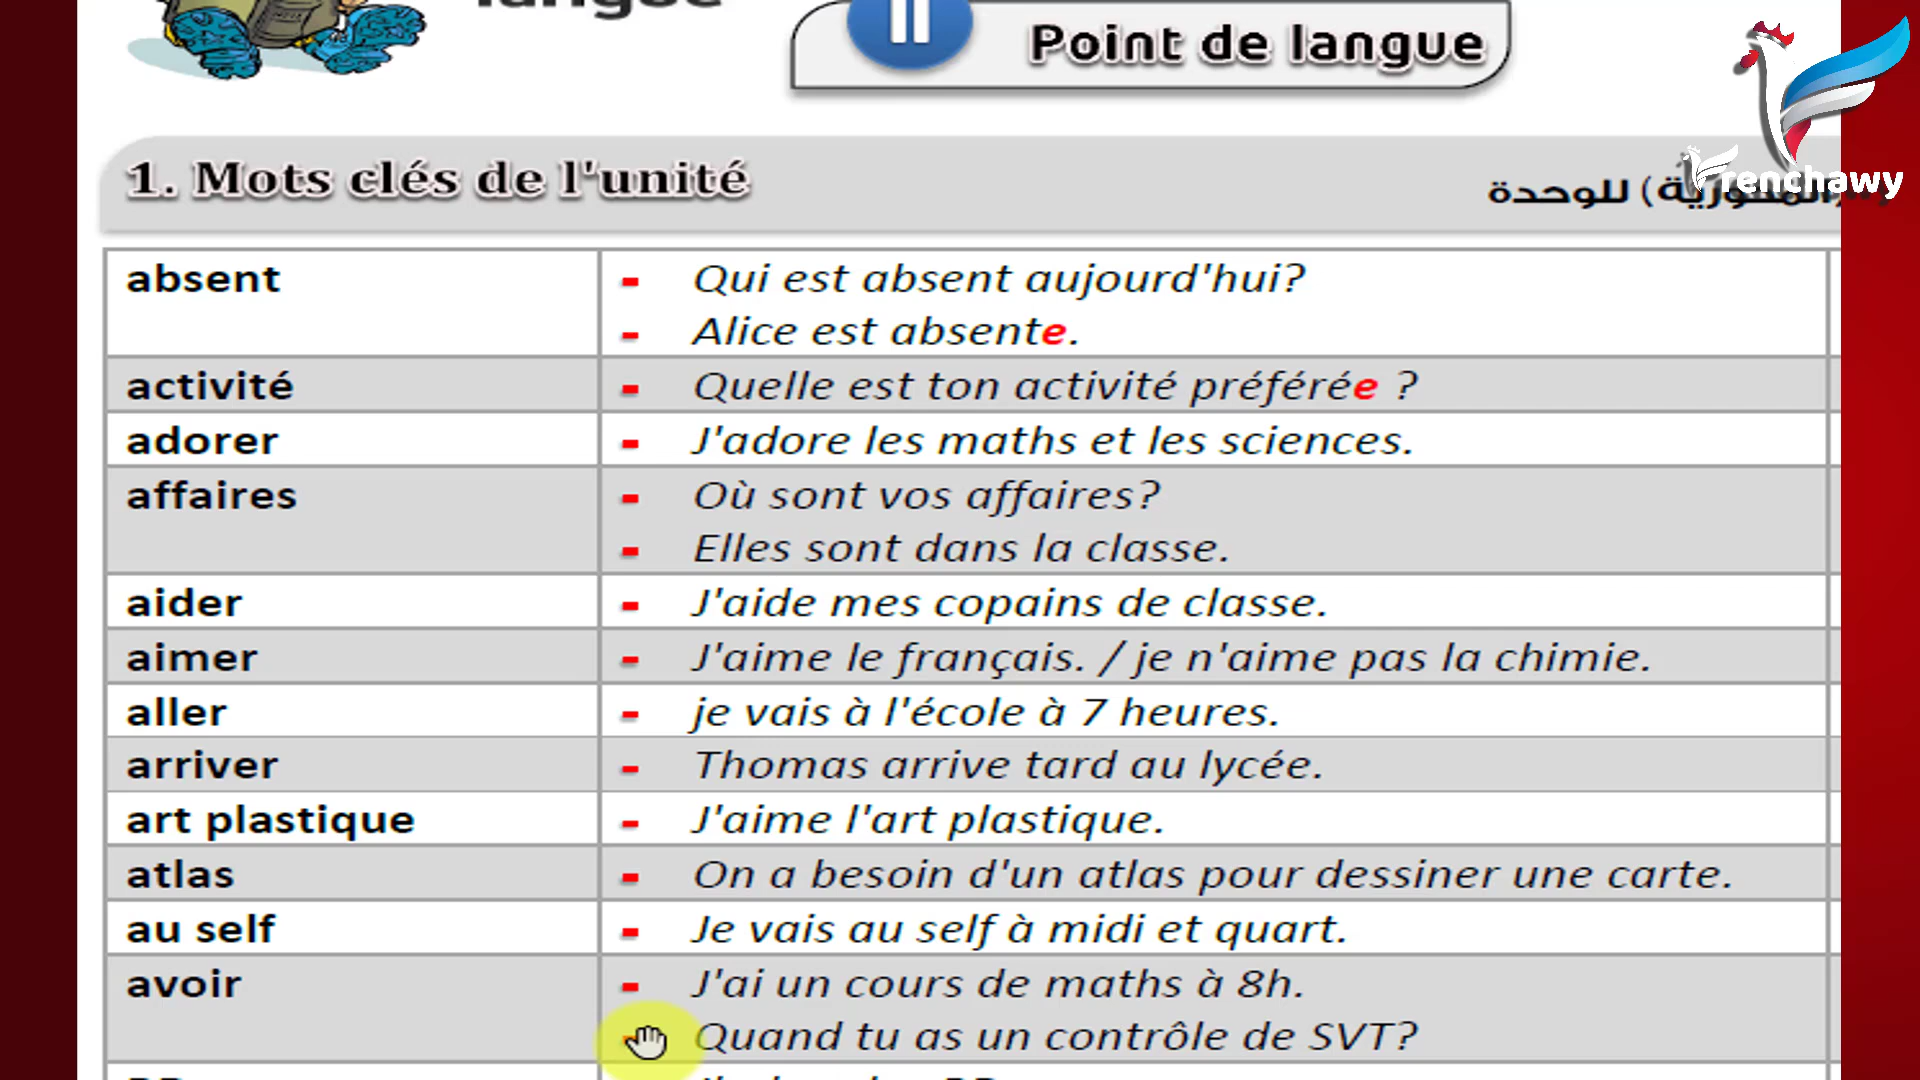 langue
II
Point de langue
1. Mots clés de l'unité
للوحدة
frenchawy
absent
- Qui est absent aujourd'hui?
- Alice est absente.
activité
- Quelle est ton activité préférée ?
adorer
- J'adore les maths et les sciences.
affaires
- Où sont vos affaires?
- Elles sont dans la classe.
aider
- J'aide mes copains de classe.
aimer
- J'aime le français. / je n'aime pas la chimie.
aller
- je vais à l'école à 7 heures.
arriver
- Thomas arrive tard au lycée.
art plastique
- J'aime l'art plastique.
atlas
- On a besoin d'un atlas pour dessiner une carte.
au self
- Je vais au self à midi et quart.
avoir
- J'ai un cours de maths à 8h.
- Quand tu as un contrôle de SVT?